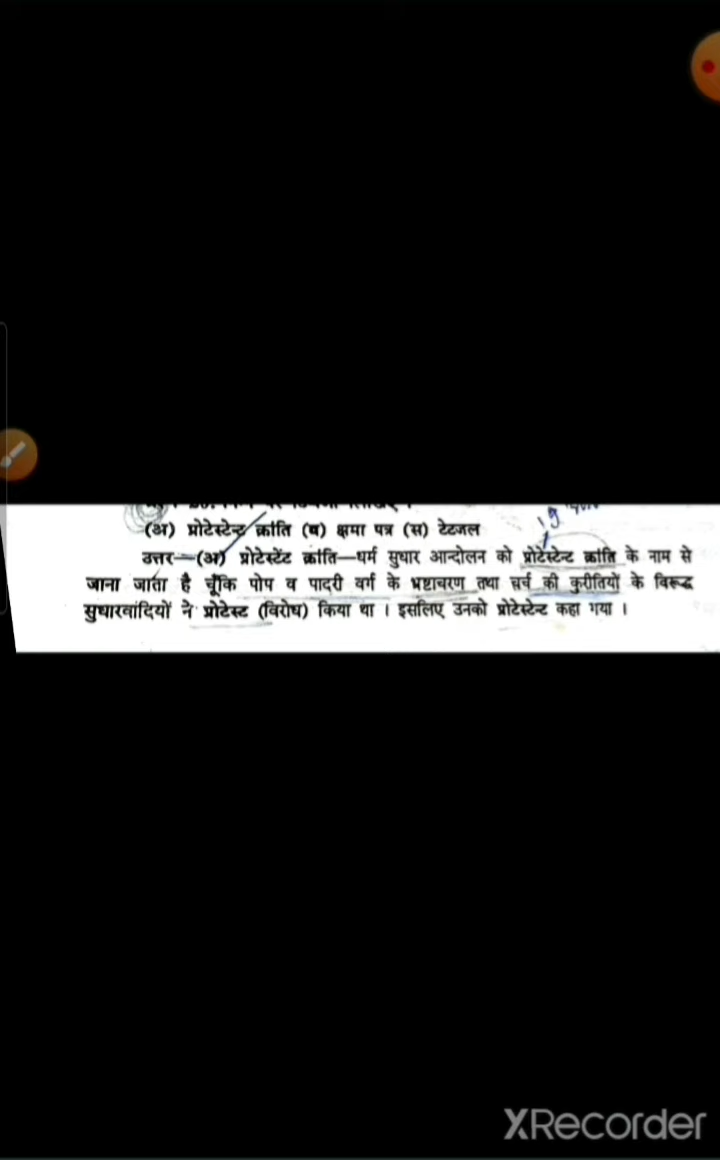 (अ) प्रोटेस्टेन्ट क्रांति (ब) क्षमा पत्र (स) टेटजल
उत्तर—(अ) प्रोटेस्टेंट क्रांति—धर्म सुधार आन्दोलन को प्रोटेस्टेन्ट क्रांति के नाम से
जाना जाता है चूँकि पोप व पादरी वर्ग के भ्रष्टाचरण तथा चर्च की कुरीतियों के विरूद्ध
सुधारवादियों ने प्रोटेस्ट (विरोध) किया था । इसलिए उनको प्रोटेस्टेन्ट कहा गया ।
XRecorder